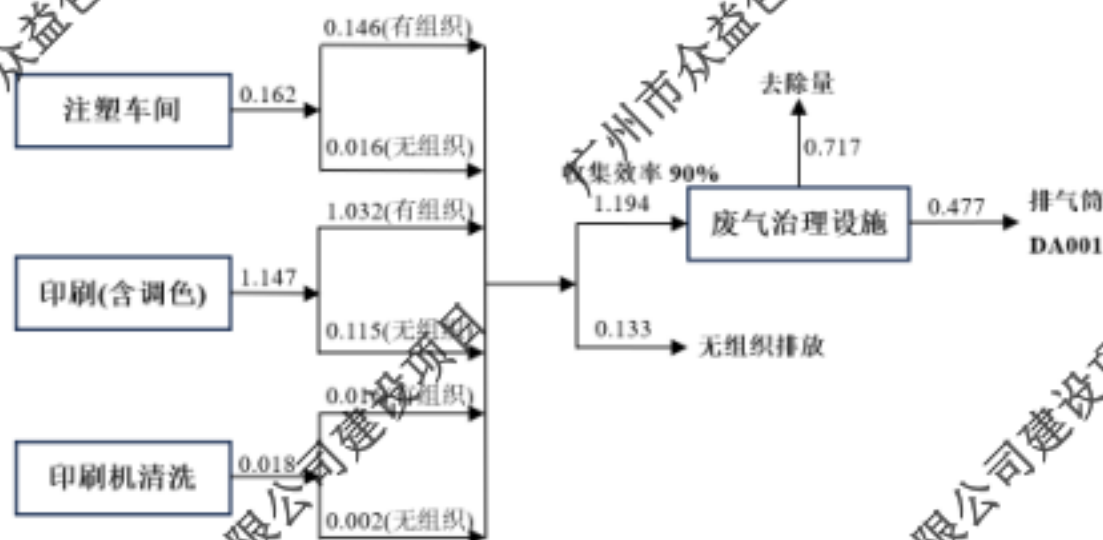 0.146(有组织)
注塑车间
0.162
0.016(无组织)
1.032(有组织)
印刷(含调色)
1.147
0.115(无组织)
印刷机清洗
0.018
0.002(无组织)
收集效率 90%
1.194
0.133
无组织排放
去除量
0.717
废气治理设施
0.477
排气筒
DA001
广州市众益
限公司建设项目
限公司建设
众益